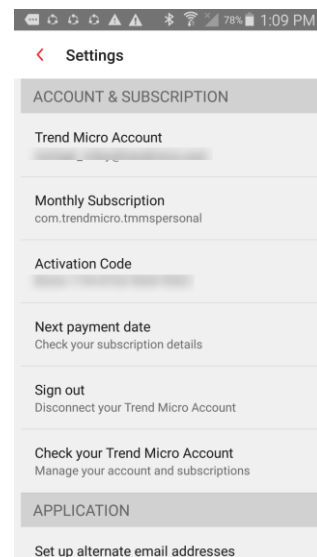 78% 1:09 PM
Settings
ACCOUNT & SUBSCRIPTION
Trend Micro Account
Monthly Subscription
com.trendmicro.tmmspersonal
Activation Code
Next payment date
Check your subscription details
Sign out
Disconnect your Trend Micro Account
Check your Trend Micro Account
Manage your account and subscriptions
APPLICATION
Set up alternate email addresses